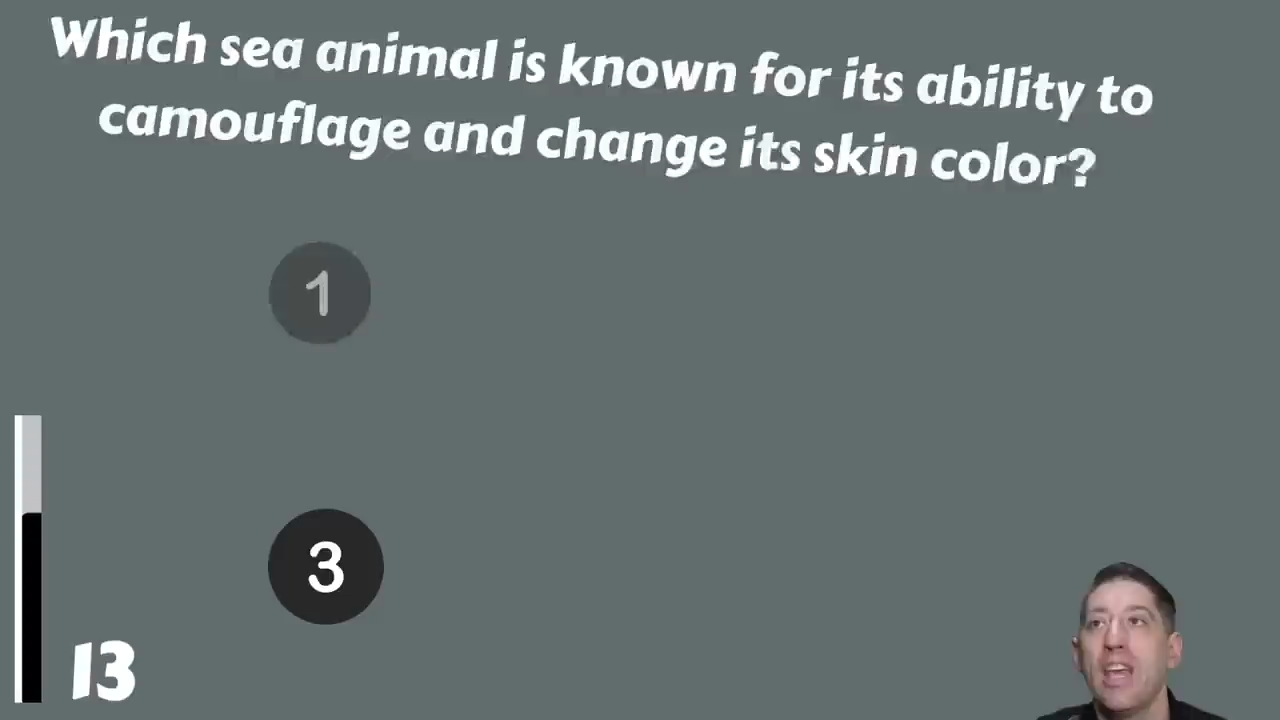 Which sea animal is known for its ability to
camouflage and change its skin color?
1
3
13